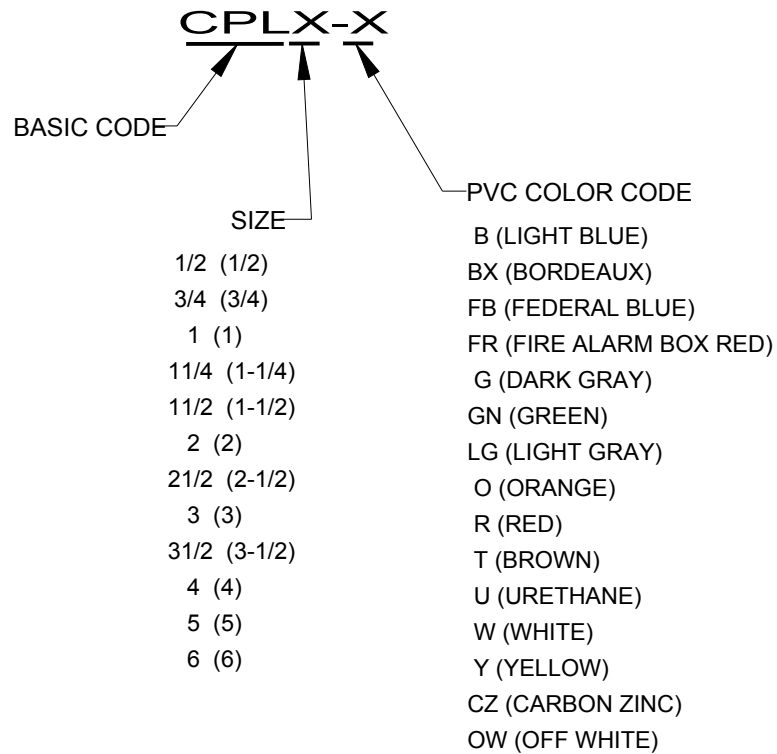 CPLX-X
BASIC CODE
SIZE
1/2 (1/2)
3/4 (3/4)
1 (1)
11/4 (1-1/4)
11/2 (1-1/2)
2 (2)
21/2 (2-1/2)
3 (3)
31/2 (3-1/2)
4 (4)
5 (5)
6 (6)
PVC COLOR CODE
B (LIGHT BLUE)
BX (BORDEAUX)
FB (FEDERAL BLUE)
FR (FIRE ALARM BOX RED)
G (DARK GRAY)
GN (GREEN)
LG (LIGHT GRAY)
O (ORANGE)
R (RED)
T (BROWN)
U (URETHANE)
W (WHITE)
Y (YELLOW)
CZ (CARBON ZINC)
OW (OFF WHITE)